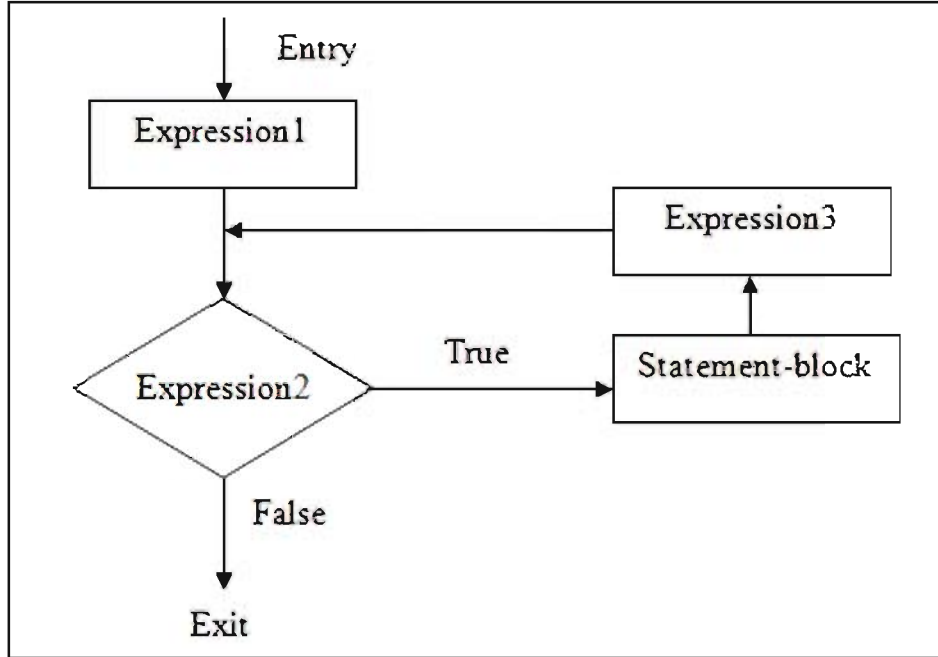 Entry
Expression1
Expression3
True
Statement-block
Expression2
False
Exit